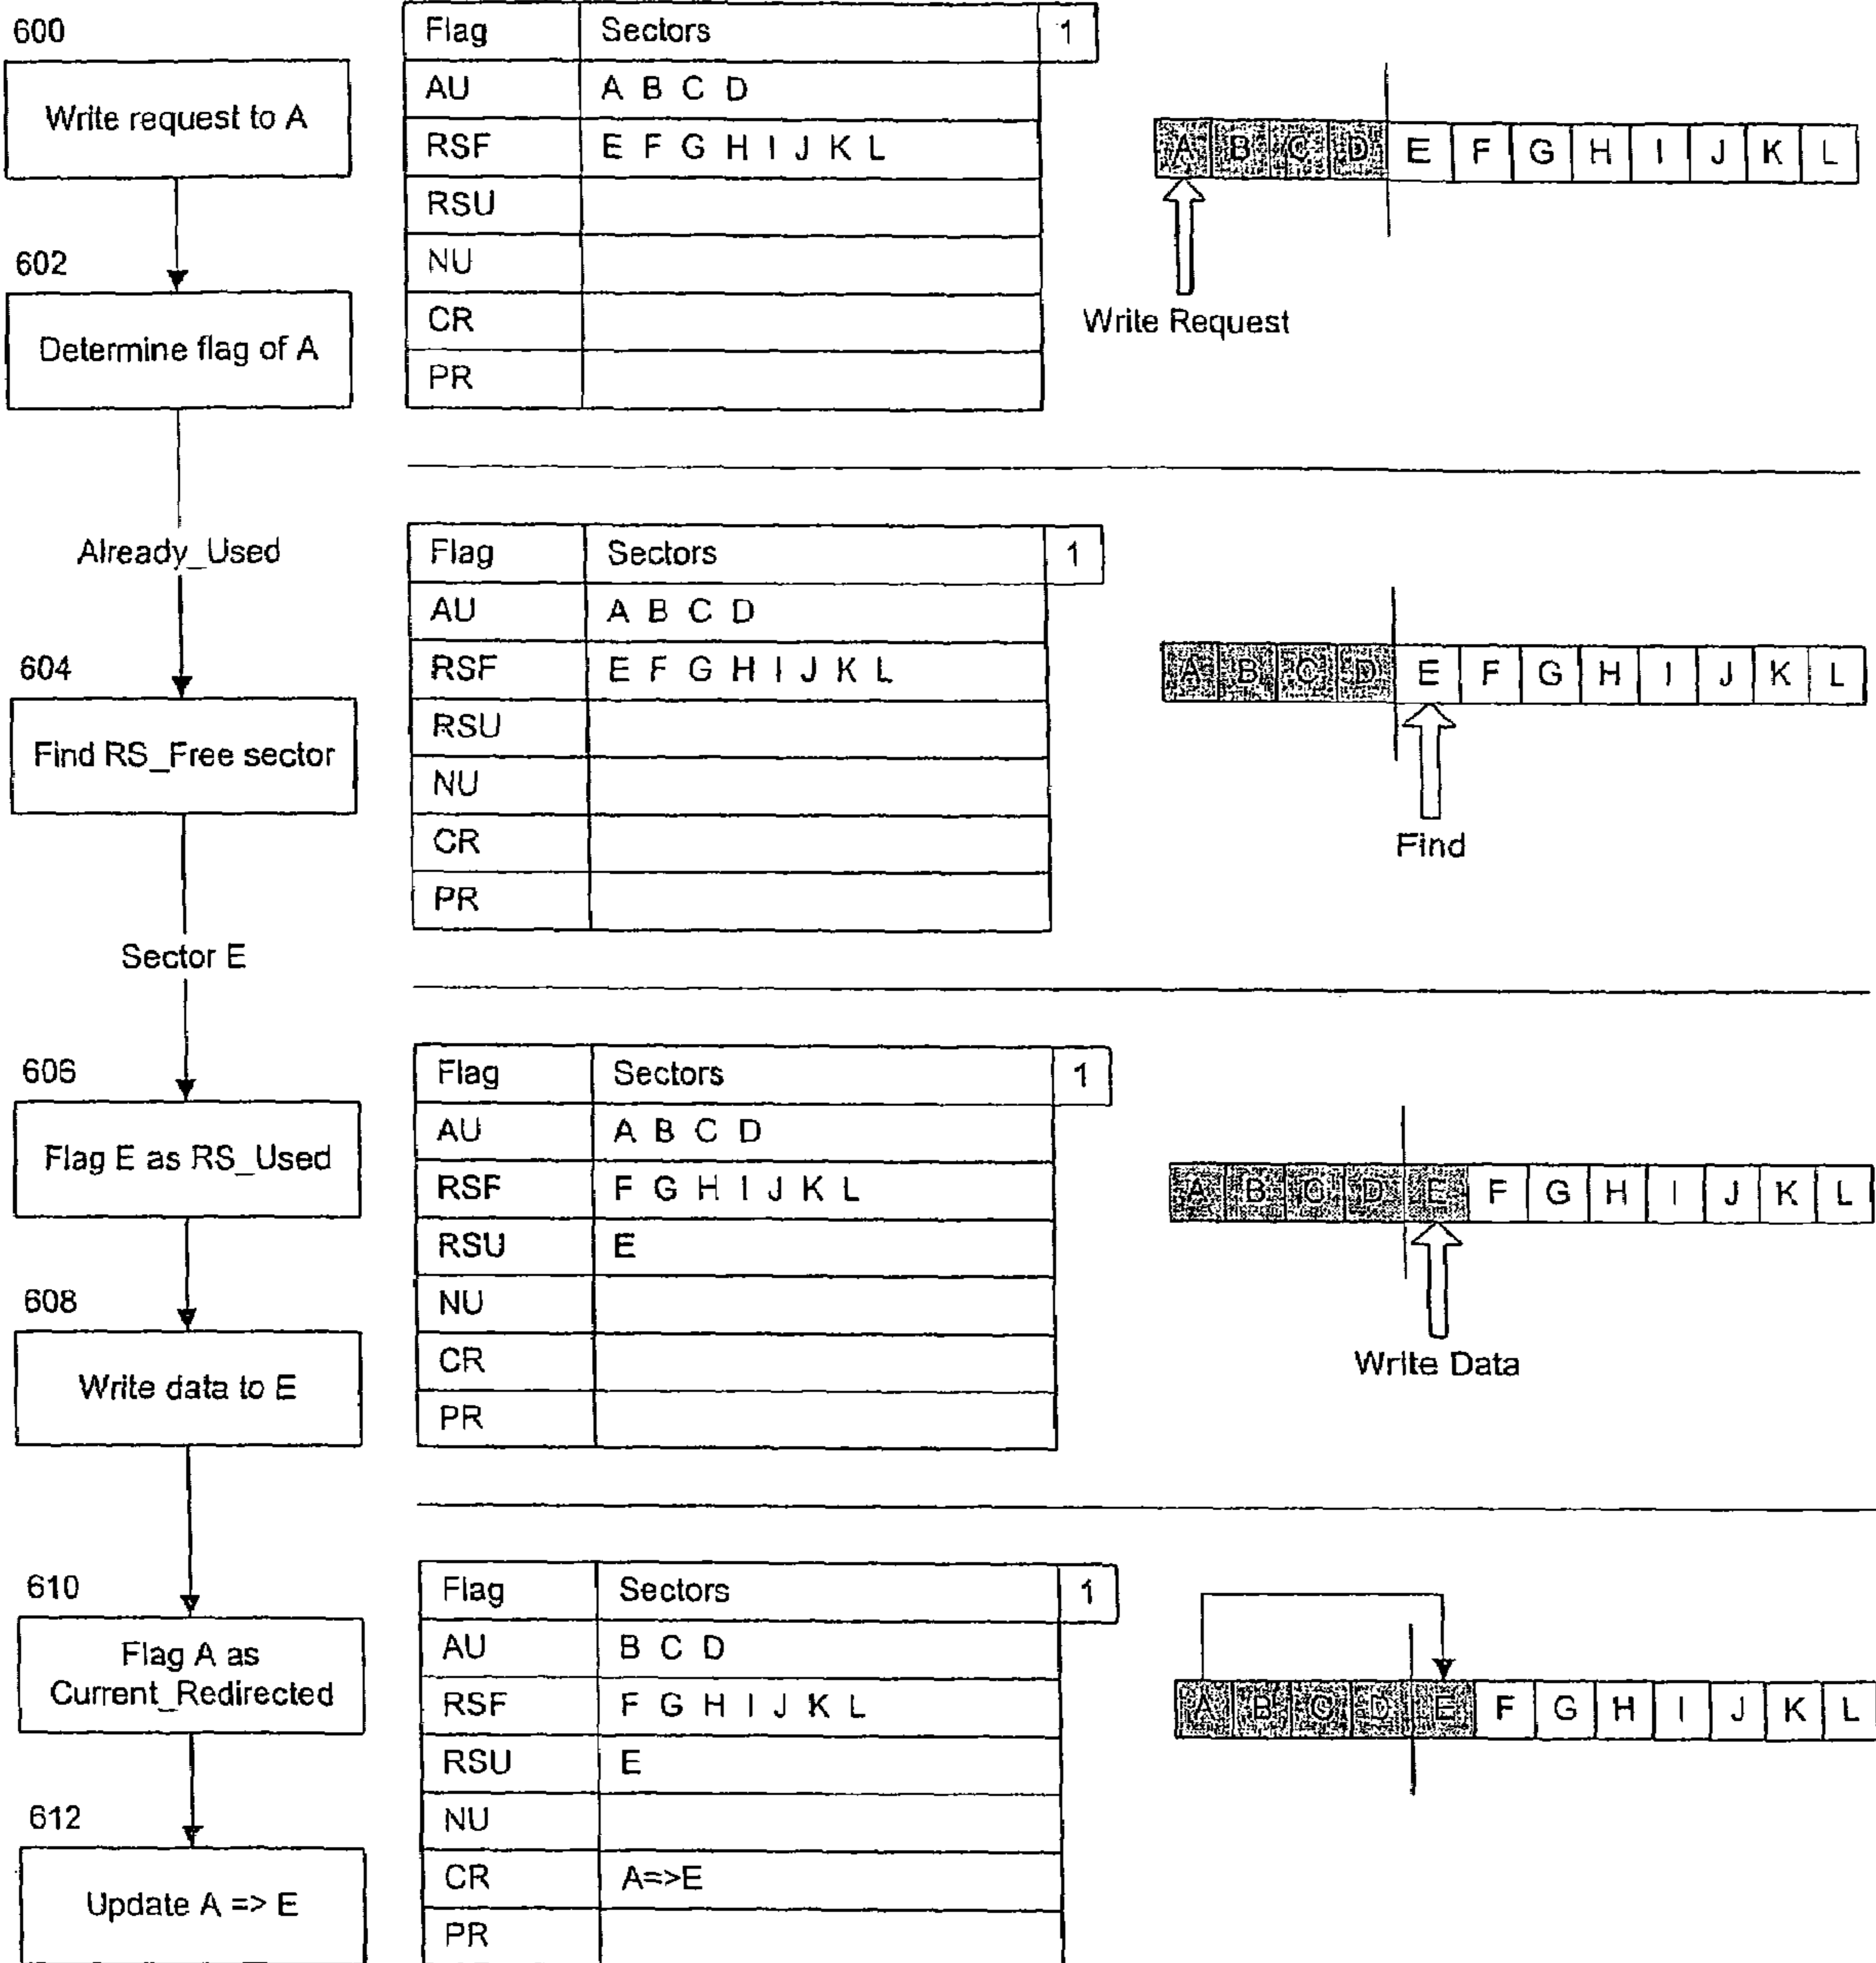 600
Write request to A
602
Determine flag of A
Already_Used
604
Find RS_Free sector
Sector E
606
Flag E as RS_Used
608
Write data to E
610
Flag A as
Current_Redirected
612
Update A => E
Flag Sectors 1
AU A B C D
RSF E F G H I J K L
RSU
NU
CR
PR
A B C D E F G H I J K L
Write Request
Flag Sectors 1
AU A B C D
RSF E F G H I J K L
RSU
NU
CR
PR
A B C D E F G H I J K L
Find
Flag Sectors 1
AU A B C D
RSF F G H I J K L
RSU E
NU
CR
PR
A B C D E F G H I J K L
Write Data
Flag Sectors 1
AU B C D
RSF F G H I J K L
RSU E
NU
CR A=>E
PR
A B C D E F G H I J K L